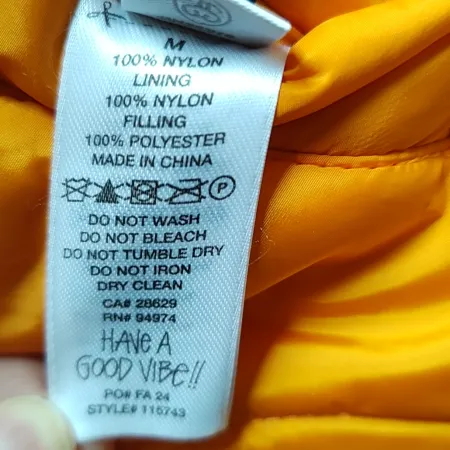 M
100% NYLON
LINING
100% NYLON
FILLING
100% POLYESTER
MADE IN CHINA
P
DO NOT WASH
DO NOT BLEACH
DO NOT TUMBLE DRY
DO NOT IRON
DRY CLEAN
CA# 28629
RN# 94974
HAVE A
GOOD VIBE!!
PO# FA 24
STYLE# 115743